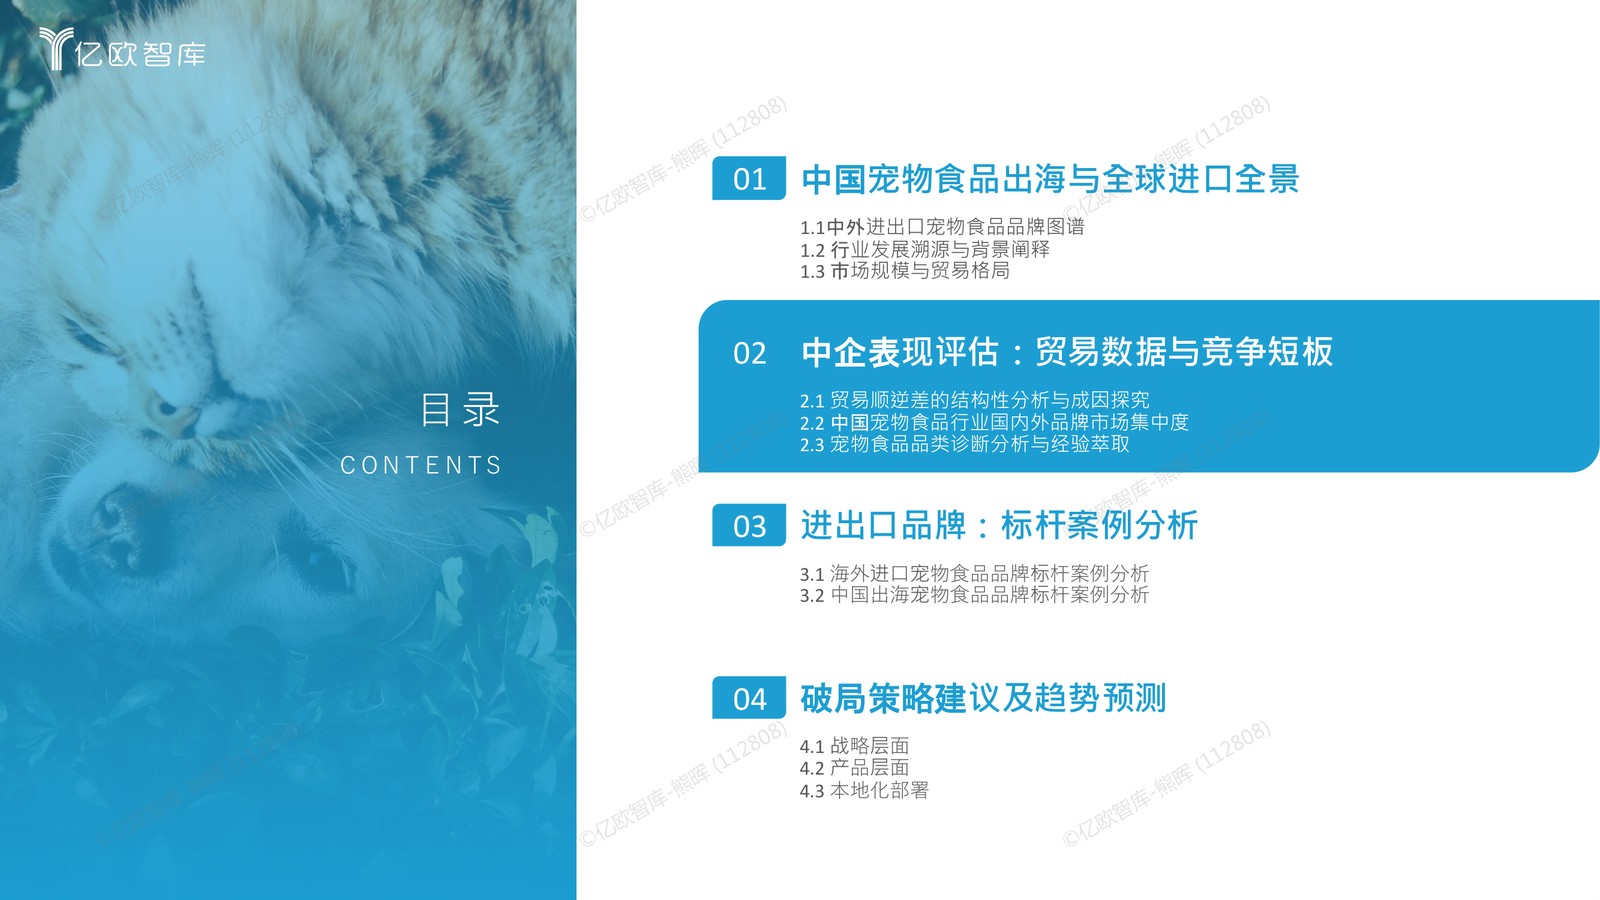 亿欧智库
目录
CONTENTS
01 中国宠物食品出海与全球进口全景
1.1中外进出口宠物食品品牌图谱
1.2 行业发展溯源与背景阐释
1.3 市场规模与贸易格局
02 中企表现评估：贸易数据与竞争短板
2.1 贸易顺逆差的结构性分析与成因探究
2.2 中国宠物食品行业国内外品牌市场集中度
2.3 宠物食品品类诊断分析与经验萃取
03 进出口品牌：标杆案例分析
3.1 海外进口宠物食品品牌标杆案例分析
3.2 中国出海宠物食品品牌标杆案例分析
04 破局策略建议及趋势预测
4.1 战略层面
4.2 产品层面
4.3 本地化部署
©亿欧智库-熊晖 (112808)
©亿欧智库-熊晖 (112808)
©亿欧智库-熊晖 (112808)
©亿欧智库-熊晖 (112808)
©亿欧智库-熊晖 (112808)